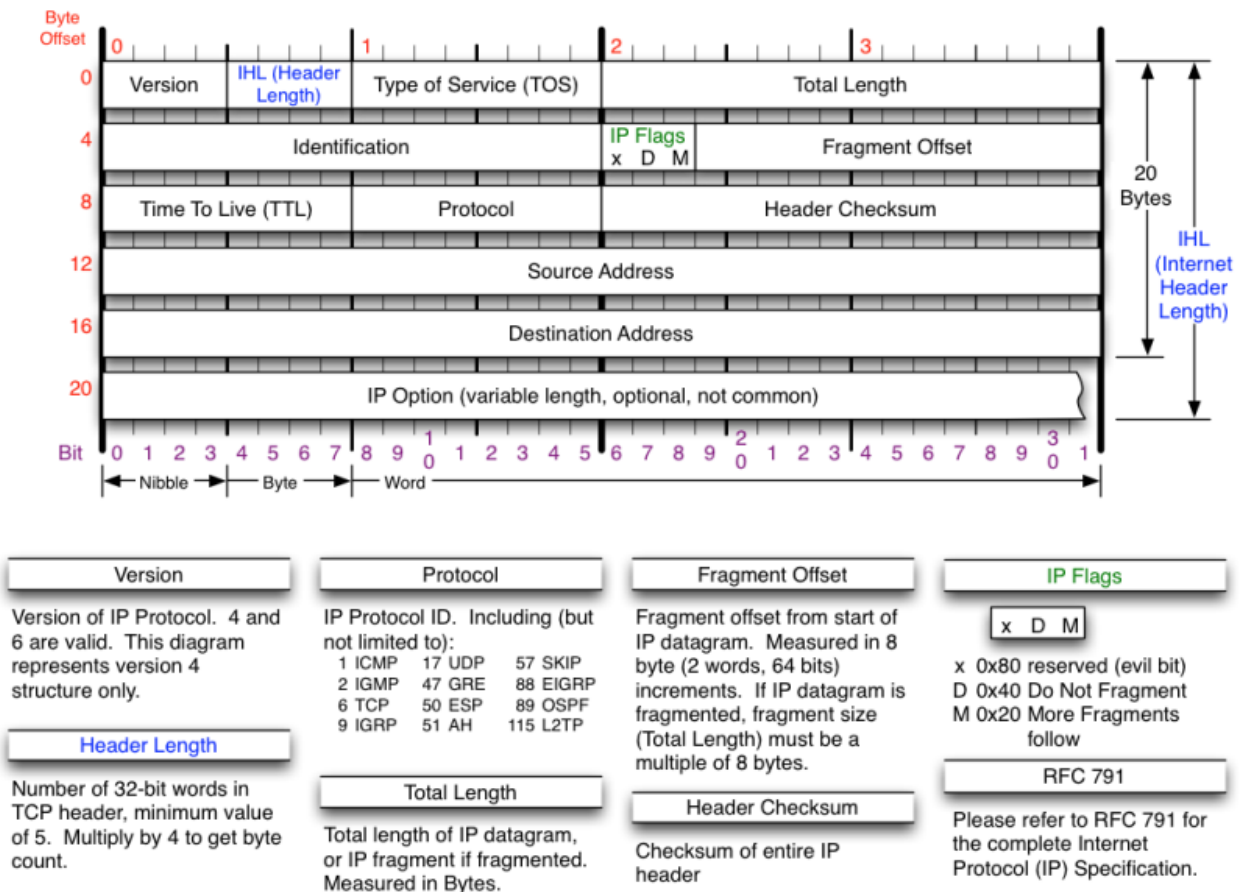 Byte
Offset
0 1 2 3
0 Version IHL (Header Length) Type of Service (TOS) Total Length
4 Identification IP Flags x D M Fragment Offset
8 Time To Live (TTL) Protocol Header Checksum
12 Source Address
16 Destination Address
20 IP Option (variable length, optional, not common)
20
Bytes
IHL
(Internet
Header
Length)
Bit 0 1 2 3 4 5 6 7 8 9 10 1 2 3 4 5 6 7 8 9 20 1 2 3 4 5 6 7 8 9 30 1
Nibble Byte Word
Version
Version of IP Protocol. 4 and
6 are valid. This diagram
represents version 4
structure only.
Header Length
Number of 32-bit words in
TCP header, minimum value
of 5. Multiply by 4 to get byte
count.
Protocol
IP Protocol ID. Including (but
not limited to):
1 ICMP 17 UDP 57 SKIP
2 IGMP 47 GRE 88 EIGRP
6 TCP 50 ESP 89 OSPF
9 IGRP 51 AH 115 L2TP
Total Length
Total length of IP datagram,
or IP fragment if fragmented.
Measured in Bytes.
Fragment Offset
Fragment offset from start of
IP datagram. Measured in 8
byte (2 words, 64 bits)
increments. If IP datagram is
fragmented, fragment size
(Total Length) must be a
multiple of 8 bytes.
Header Checksum
Checksum of entire IP
header
IP Flags
x D M
x 0x80 reserved (evil bit)
D 0x40 Do Not Fragment
M 0x20 More Fragments
follow
RFC 791
Please refer to RFC 791 for
the complete Internet
Protocol (IP) Specification.